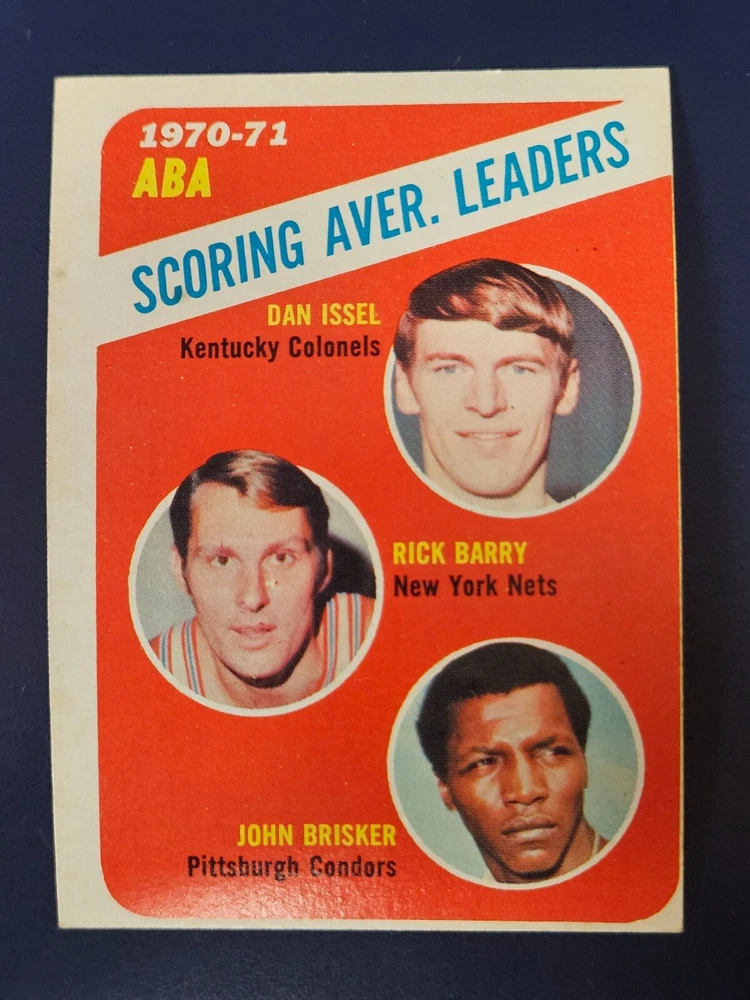 1970-71
ABA
SCORING AVER. LEADERS
DAN ISSEL
Kentucky Colonels
RICK BARRY
New York Nets
JOHN BRISKER
Pittsburgh Condors